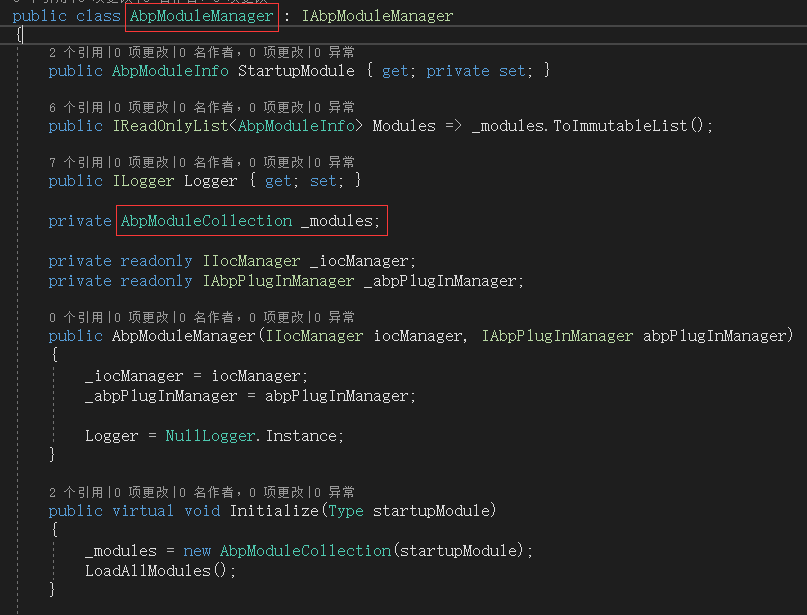 public class AbpModuleManager : IAbpModuleManager
{
2 个引用|0 项更改|0 名作者, 0 项更改|0 异常
public AbpModuleInfo StartupModule { get; private set; }
6 个引用|0 项更改|0 名作者, 0 项更改|0 异常
public IReadOnlyList<AbpModuleInfo> Modules => _modules.ToImmutableList();
7 个引用|0 项更改|0 名作者, 0 项更改|0 异常
public ILogger Logger { get; set; }
private AbpModuleCollection _modules;
private readonly IIocManager _iocManager;
private readonly IAbpPlugInManager _abpPlugInManager;
0 个引用|0 项更改|0 名作者, 0 项更改|0 异常
public AbpModuleManager(IIocManager iocManager, IAbpPlugInManager abpPlugInManager)
{
_iocManager = iocManager;
_abpPlugInManager = abpPlugInManager;
Logger = NullLogger.Instance;
}
2 个引用|0 项更改|0 名作者, 0 项更改|0 异常
public virtual void Initialize(Type startupModule)
{
_modules = new AbpModuleCollection(startupModule);
LoadAllModules();
}